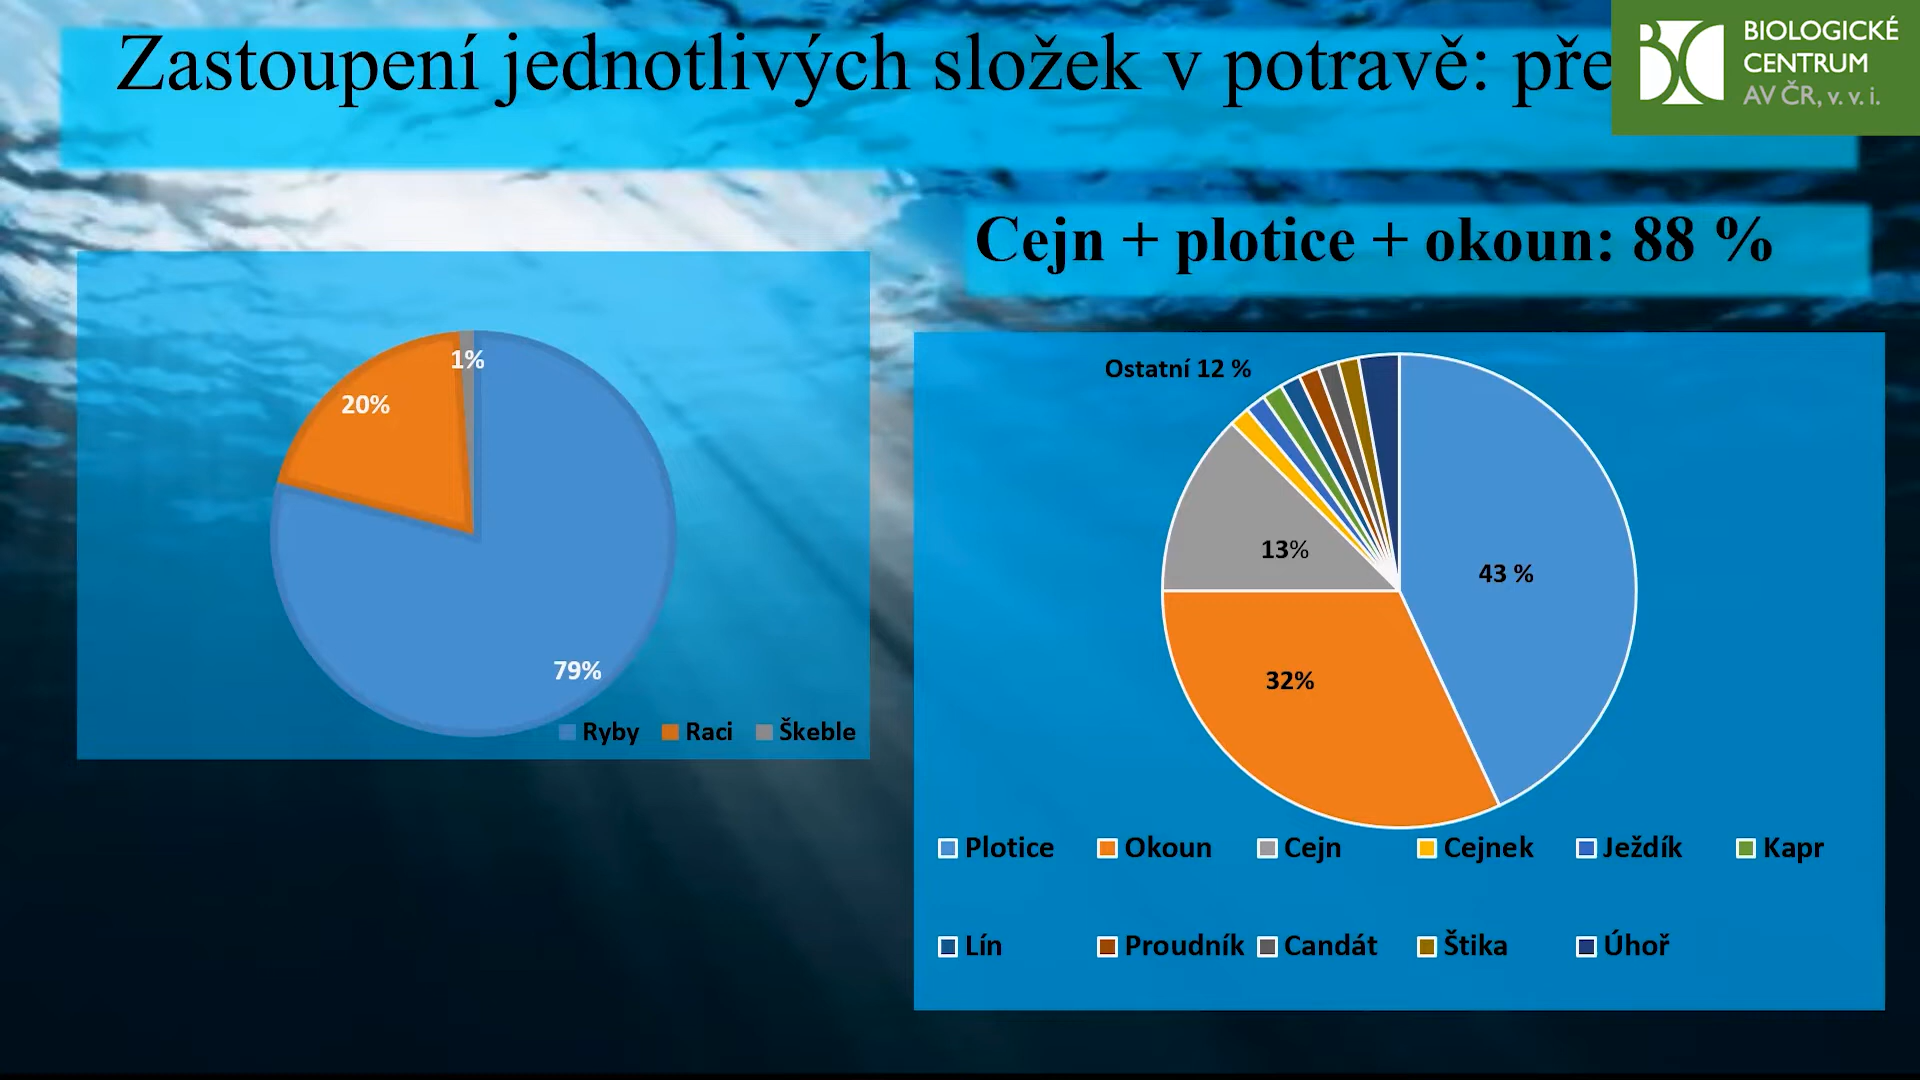 Zastoupení jednotlivých složek v potravě:
BIOLOGICKÉ
CENTRUM
AV ČR, v. v. i.
Cejn + plotice + okoun: 88 %
1%
20%
79%
Ryby Raci Škeble
Ostatní 12 %
13%
43 %
32%
Plotice Okoun Cejn Cejnek Ježdík Kapr
Lín Proudník Candát Štika Úhoř